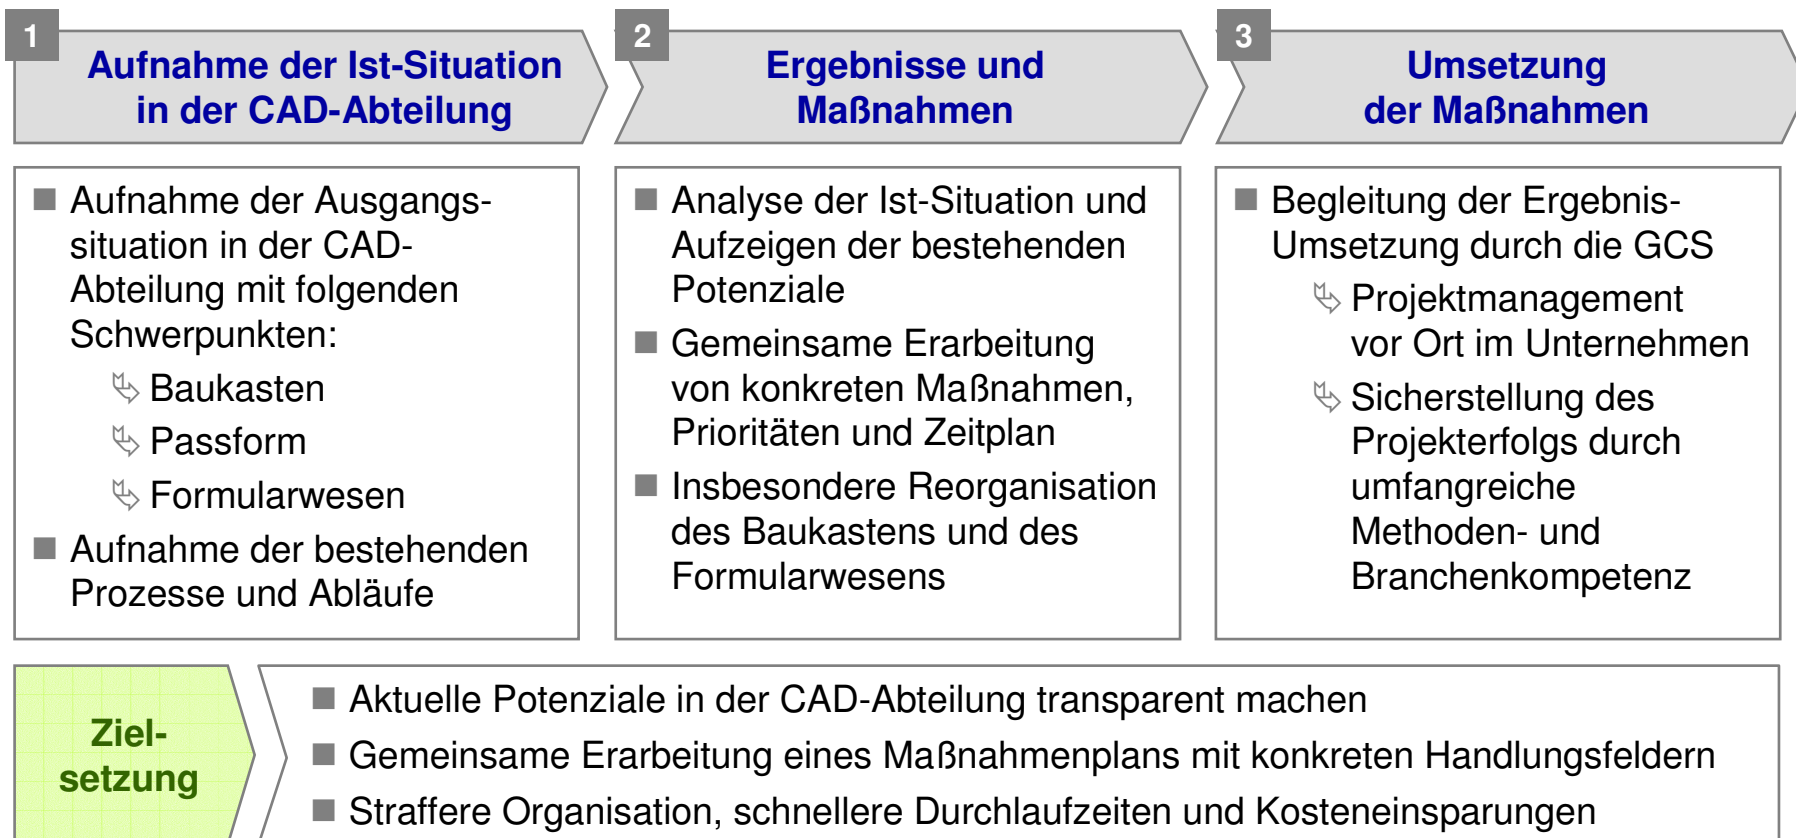 1
Aufnahme der Ist-Situation
in der CAD-Abteilung
2
Ergebnisse und
Maßnahmen
3
Umsetzung
der Maßnahmen
Aufnahme der Ausgangs-
situation in der CAD-
Abteilung mit folgenden
Schwerpunkten:
Baukasten
Passform
Formularwesen
Aufnahme der bestehenden
Prozesse und Abläufe
Analyse der Ist-Situation und
Aufzeigen der bestehenden
Potenziale
Gemeinsame Erarbeitung
von konkreten Maßnahmen,
Prioritäten und Zeitplan
Insbesondere Reorganisation
des Baukastens und des
Formularwesens
Begleitung der Ergebnis-
Umsetzung durch die GCS
Projektmanagement
vor Ort im Unternehmen
Sicherstellung des
Projekterfolgs durch
umfangreiche
Methoden- und
Branchenkompetenz
Ziel-
setzung
Aktuelle Potenziale in der CAD-Abteilung transparent machen
Gemeinsame Erarbeitung eines Maßnahmenplans mit konkreten Handlungsfeldern
Straffere Organisation, schnellere Durchlaufzeiten und Kosteneinsparungen